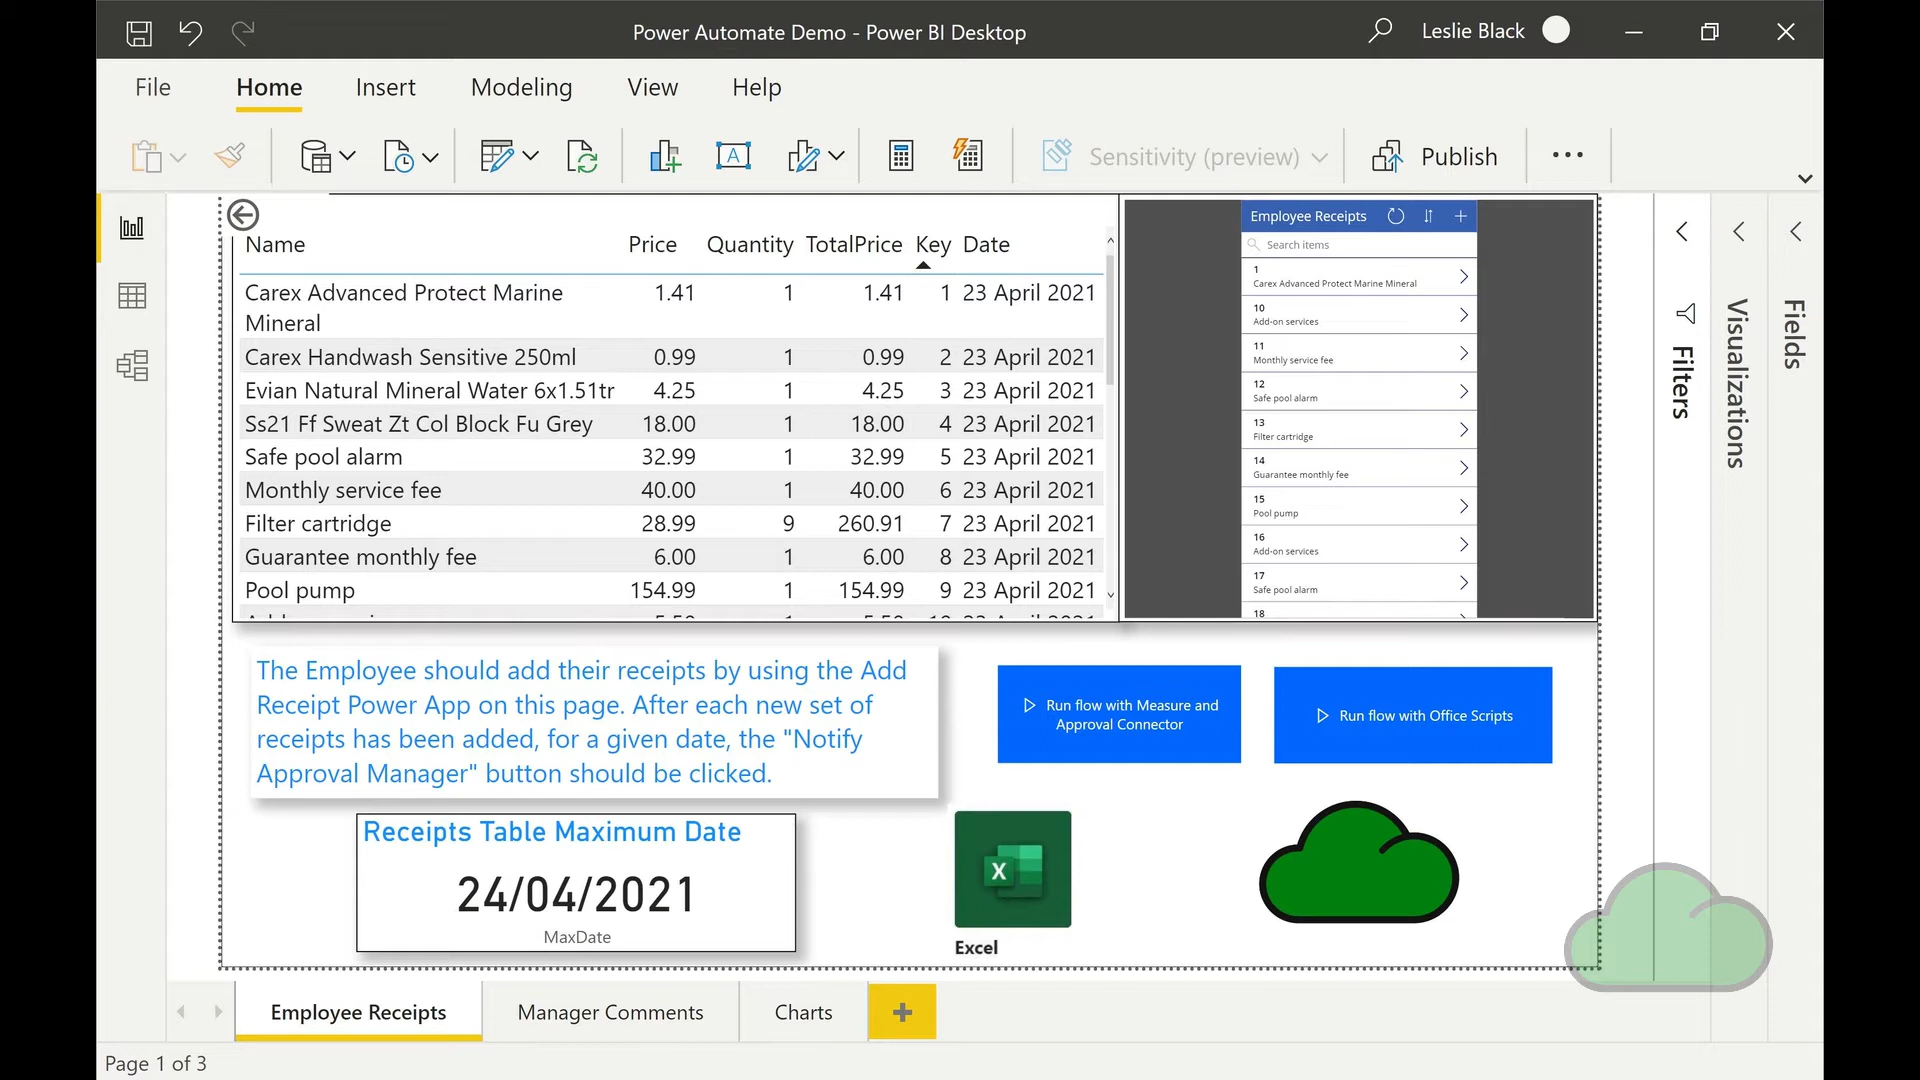 Power Automate Demo - Power BI Desktop
Leslie Black
File Home Insert Modeling View Help
Sensitivity (preview)
Publish
Name Price Quantity TotalPrice Key Date
Carex Advanced Protect Marine Mineral 1.41 1 1.41 1 23 April 2021
Carex Handwash Sensitive 250ml 0.99 1 0.99 2 23 April 2021
Evian Natural Mineral Water 6x1.51tr 4.25 1 4.25 3 23 April 2021
Ss21 Ff Sweat Zt Col Block Fu Grey 18.00 1 18.00 4 23 April 2021
Safe pool alarm 32.99 1 32.99 5 23 April 2021
Monthly service fee 40.00 1 40.00 6 23 April 2021
Filter cartridge 28.99 9 260.91 7 23 April 2021
Guarantee monthly fee 6.00 1 6.00 8 23 April 2021
Pool pump 154.99 1 154.99 9 23 April 2021
Employee Receipts
Search items
1
Carex Advanced Protect Marine Mineral
10
Add-on services
11
Monthly service fee
12
Safe pool alarm
13
Filter cartridge
14
Guarantee monthly fee
15
Pool pump
16
Add-on services
17
Safe pool alarm
18
Filters
Visualizations
Fields
The Employee should add their receipts by using the Add
Receipt Power App on this page. After each new set of
receipts has been added, for a given date, the "Notify
Approval Manager" button should be clicked.
Run flow with Measure and
Approval Connector
Run flow with Office Scripts
Receipts Table Maximum Date
24/04/2021
MaxDate
X
Excel
Employee Receipts
Manager Comments
Charts
Page 1 of 3